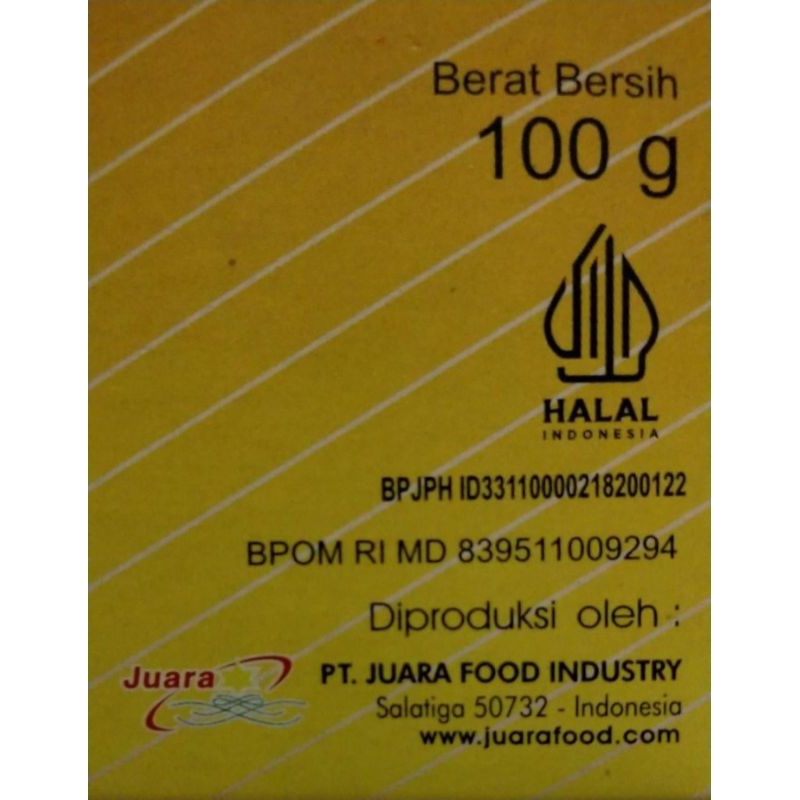 Berat Bersih
100 g
HALAL
INDONESIA
BPJPH ID33110000218200122
BPOM RI MD 839511009294
Diproduksi oleh :
Juara
PT. JUARA FOOD INDUSTRY
Salatiga 50732 - Indonesia
www.juarafood.com